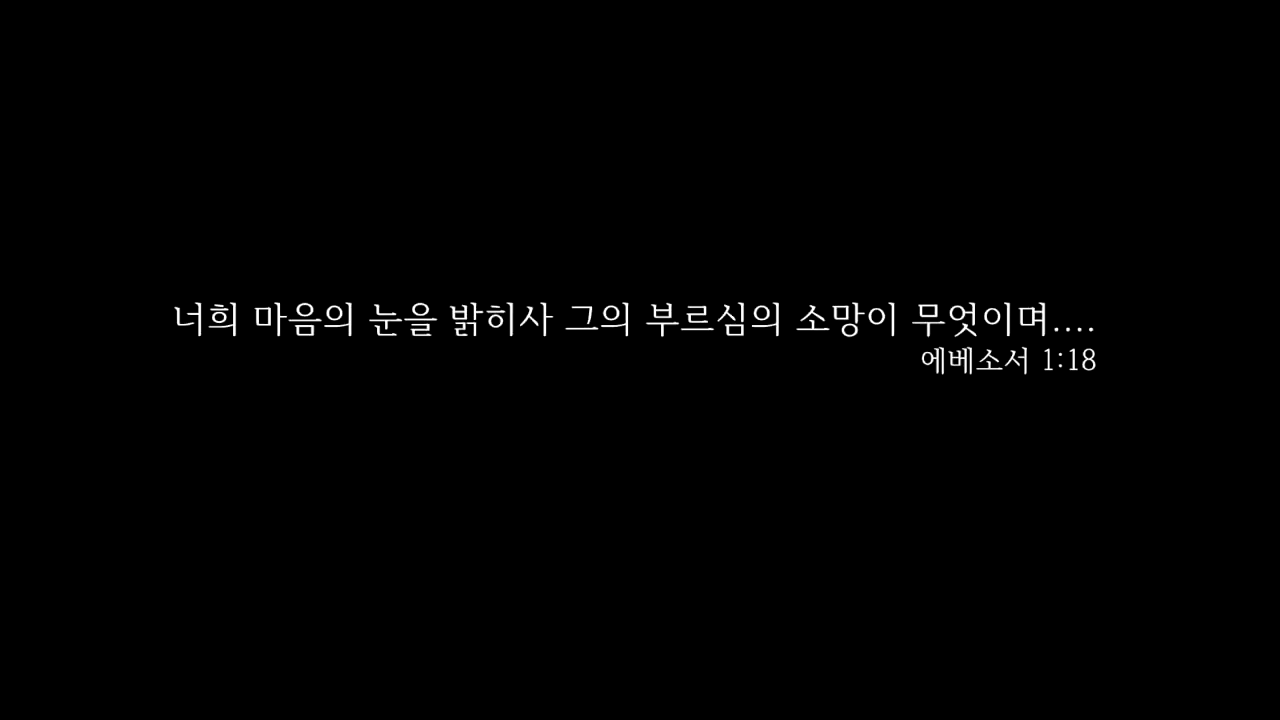 너희 마음의 눈을 밝히사 그의 부르심의 소망이 무엇이며....
에베소서 1:18